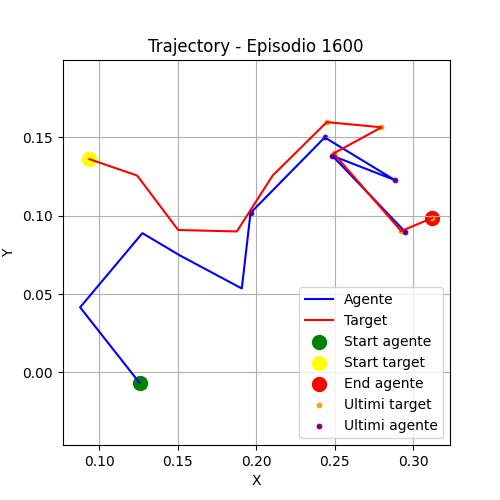 Trajectory - Episodio 1600
Y
0.15
0.10
0.05
0.00
0.10
0.15
0.20
0.25
0.30
X
Agente
Target
Start agente
Start target
End agente
Ultimi target
Ultimi agente